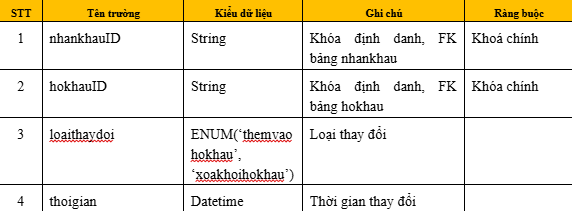 STT Tên trường Kiểu dữ liệu Ghi chú Ràng buộc
1 nhankhauID String Khóa định danh, FK Khoá chính
bảng nhankhau
2 hokhauID String Khóa định danh, FK Khóa chính
bảng hokhau
3 loaithaydoi ENUM(‘themvao Loại thay đổi
hokhau’,
‘xoakhoihokhau’)
4 thoigian Datetime Thời gian thay đổi